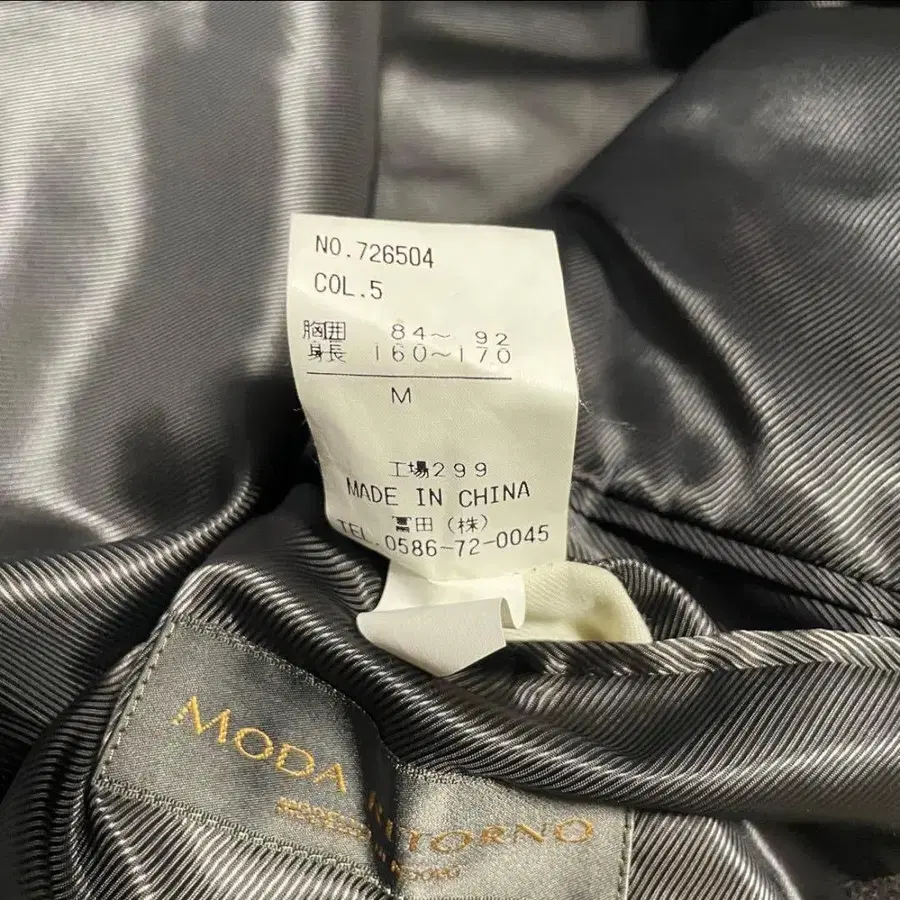 NO.726504
COL.5
胸囲 84～ 92
身長 160～170
M
工場299
MADE IN CHINA
冨田（株）
TEL.0586-72-0045
MODA RITORNO